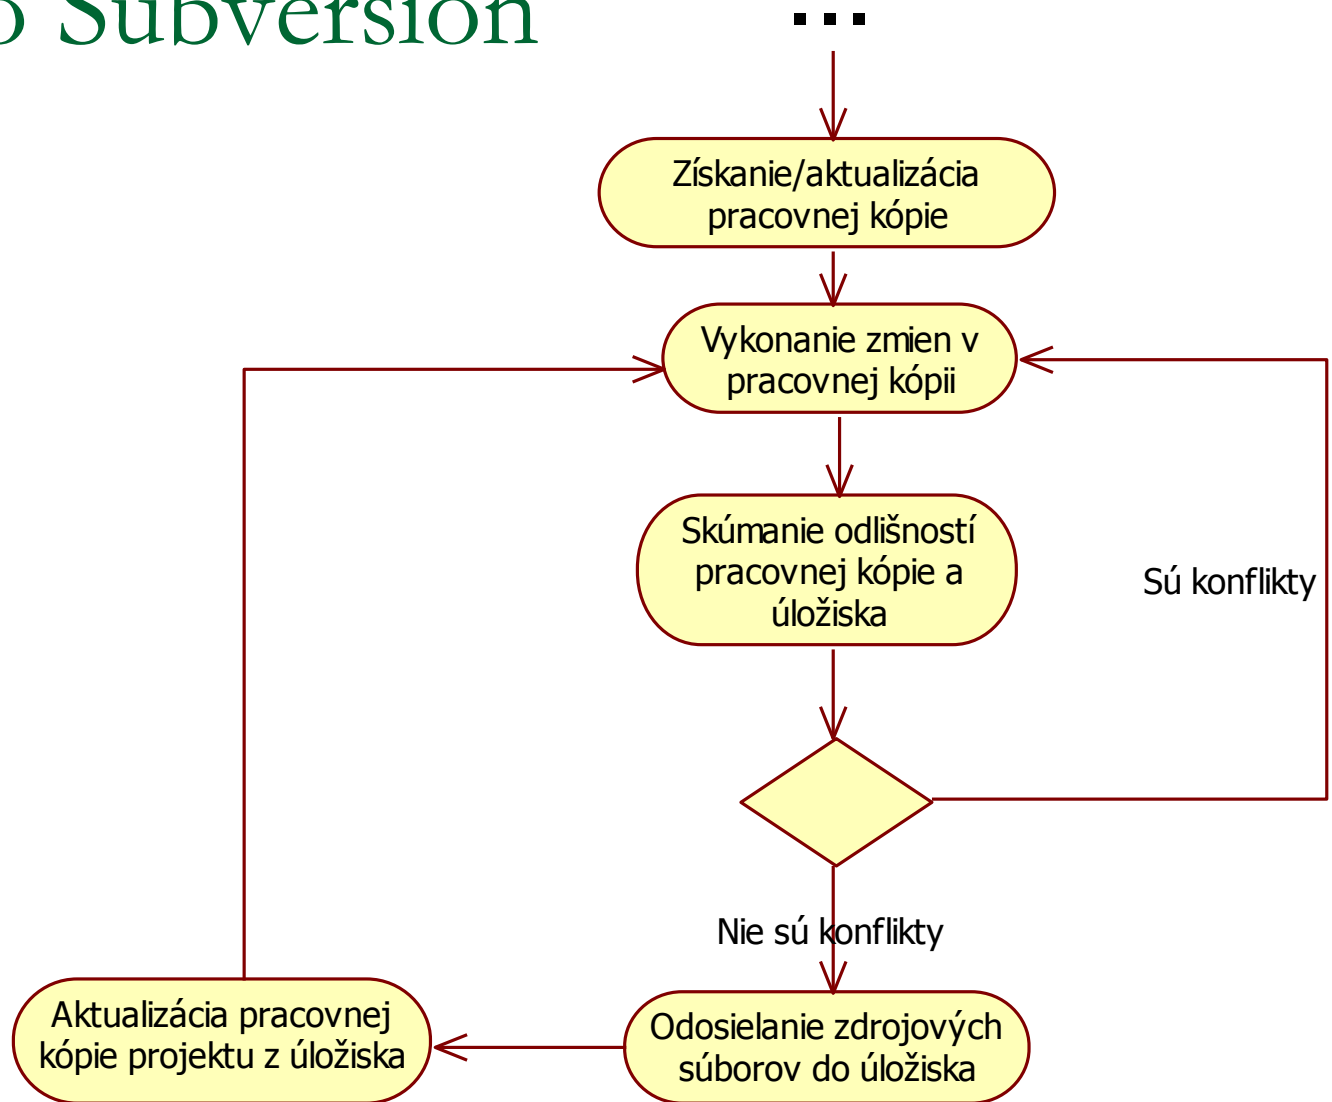 o Subversion
...
Získanie/aktualizácia
pracovnej kópie
Vykonanie zmien v
pracovnej kópii
Skúmanie odlišností
pracovnej kópie a
úložiska
Sú konflikty
Nie sú konflikty
Aktualizácia pracovnej
kópie projektu z úložiska
Odosielanie zdrojových
súborov do úložiska